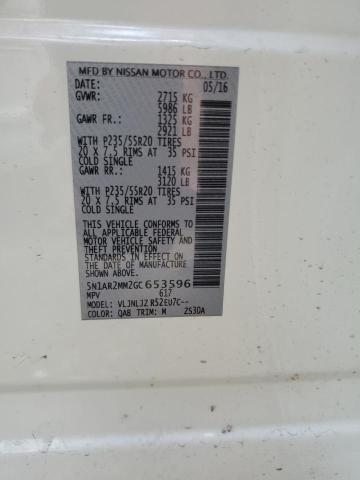 MFD BY NISSAN MOTOR CO., LTD.
DATE: 05/16
GVWR: 2715 KG
5986 LB
GAWR FR.: 1325 KG
2921 LB
WITH P235/55R20 TIRES
20 X 7.5 RIMS AT 35 PSI
COLD SINGLE
GAWR RR: 1415 KG
3120 LB
WITH P235/55R20 TIRES
20 X 7.5 RIMS AT 35 PSI
COLD SINGLE
THIS VEHICLE CONFORMS TO
ALL APPLICABLE FEDERAL
MOTOR VEHICLE SAFETY AND
THEFT PREVENTION
STANDARDS IN EFFECT ON
THE DATE OF MANUFACTURE
SHOWN ABOVE.
5N1AR2MM2GC653596
MPV 617
MODEL: VLJNLJZ R52EU7C--
COLOR: QAB TRIM: M ZS3DA